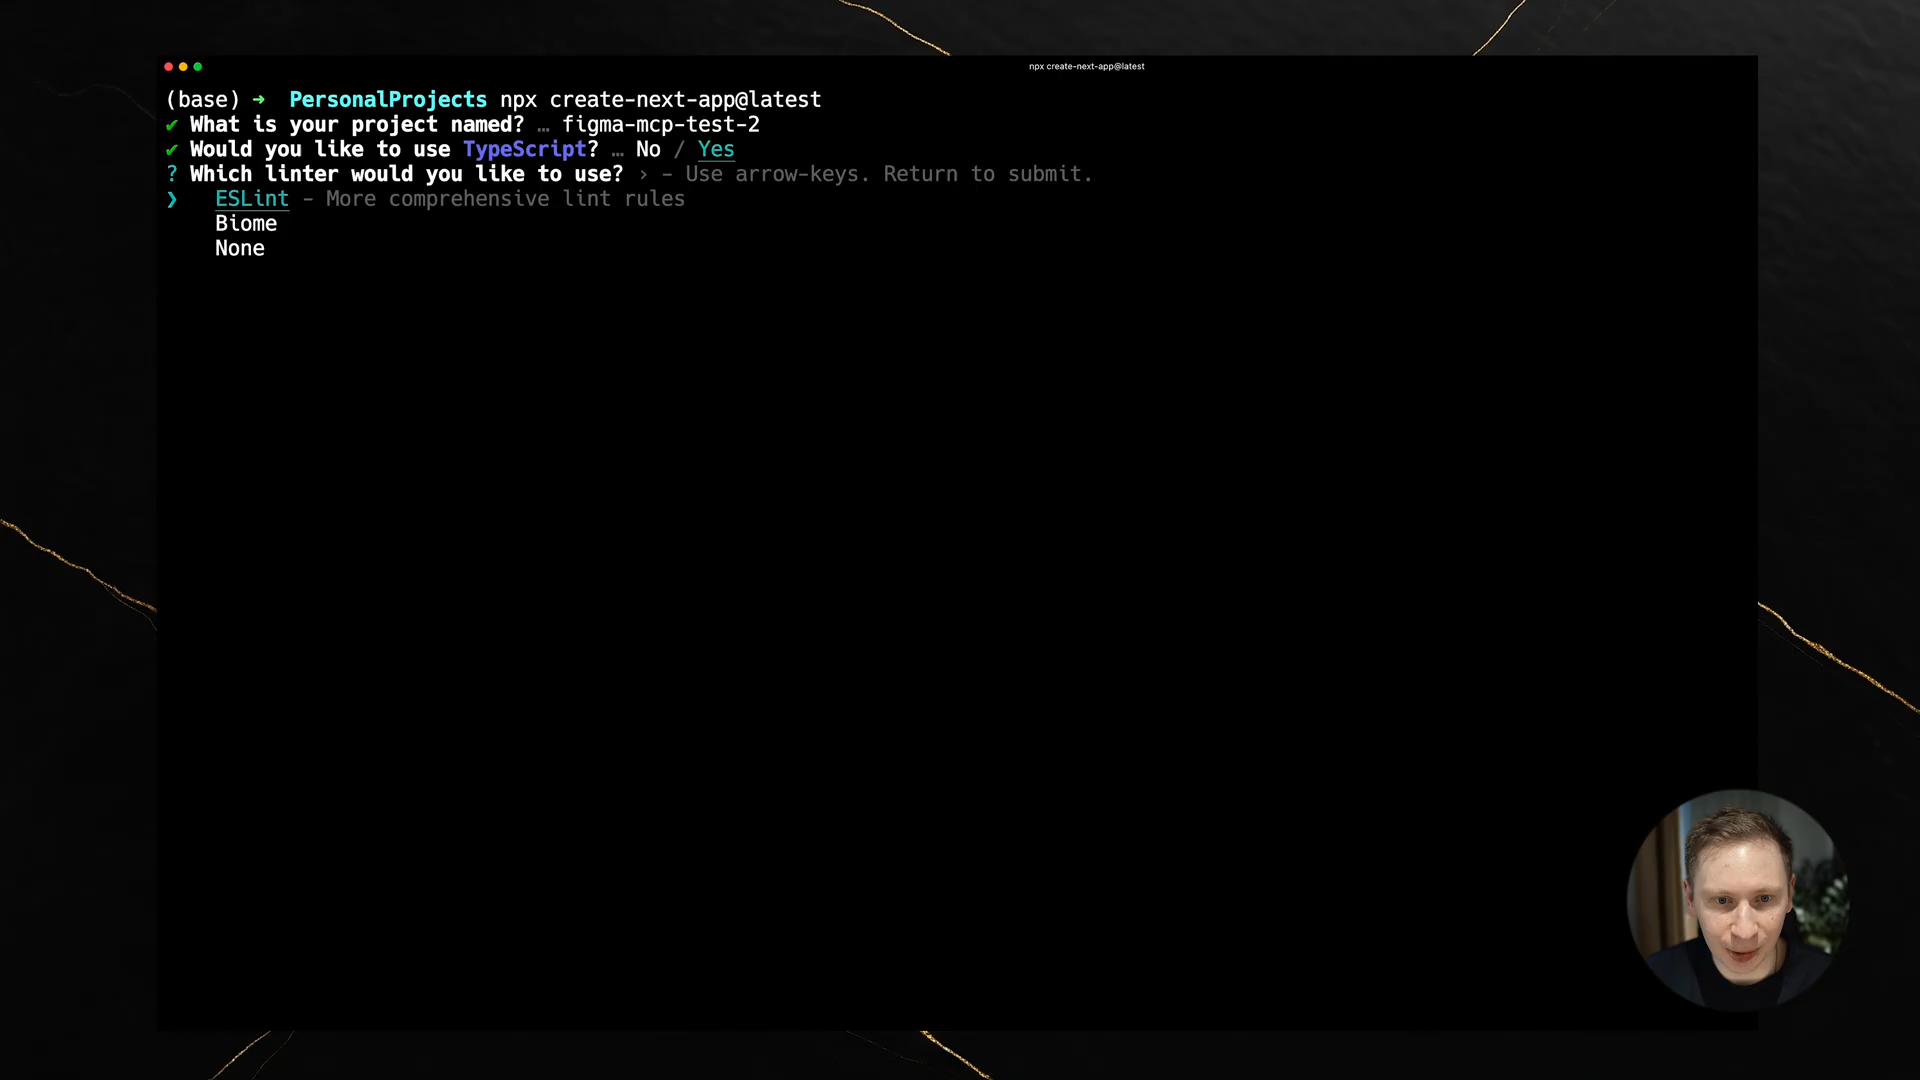 npx create-next-app@latest
(base) ➜ PersonalProjects npx create-next-app@latest
✔ What is your project named? … figma-mcp-test-2
✔ Would you like to use TypeScript? … No / Yes
? Which linter would you like to use? › - Use arrow-keys. Return to submit.
❯ ESLint - More comprehensive lint rules
Biome
None